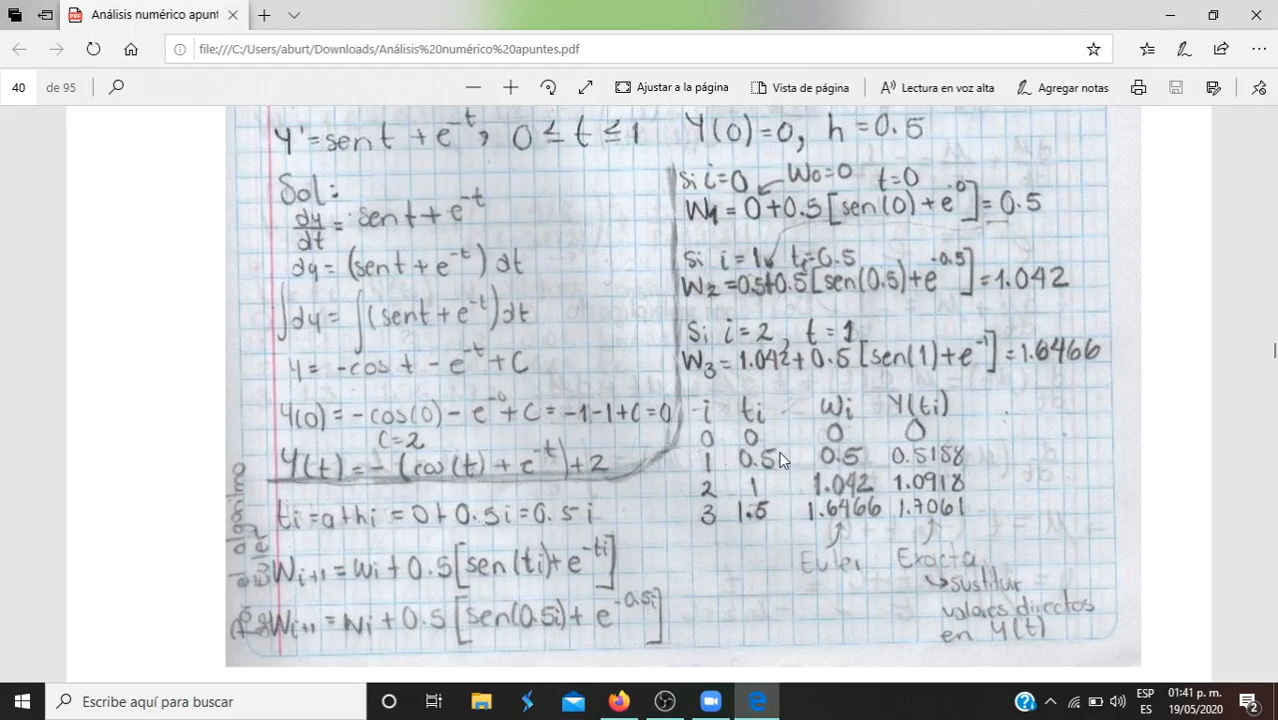 Análisis numérico apunt
file:///C:/Users/aburt/Downloads/Análisis%20numérico%20apuntes.pdf
40 de 95
Ajustar a la página
Vista de página
Lectura en voz alta
Agregar notas
Y'=sen t + e^-t, 0 ≤ t ≤ 1 Y(0)=0, h=0.5
Sol:
dy/dt = sen t + e^-t
dy = (sen t + e^-t) dt
∫dy = ∫(sen t + e^-t) dt
y = -cos t - e^-t + C
Y(0) = -cos(0) - e^-0 + C = -1-1+C=0
C=2
Y(t) = -(cos(t) + e^-t)+2
ti = a+hi = 0+0.5i = 0.5i
Wi+1 = wi + 0.5[sen(ti)+e^-ti]
Wi+1 = wi + 0.5[sen(0.5i) + e^-0.5i]
el algoritmo
Euler
Si i=0 W0=0 t=0
W1 = 0+0.5[sen(0)+e^-0] = 0.5
Si i=1 ti=0.5
W2 = 0.5+0.5[sen(0.5)+e^-0.5] = 1.042
Si i=2, t=1
W3 = 1.042+0.5[sen(1)+e^-1] = 1.6466
i ti Wi Y(ti)
0 0 0 0
1 0.5 0.5 0.5158
2 1 1.042 1.0918
3 1.5 1.6466 1.7061
Euler Exacta
↳ sustituir
valores directos
en Y(t)
Escribe aquí para buscar
ESP
ES
01:41 p. m.
19/05/2020
2